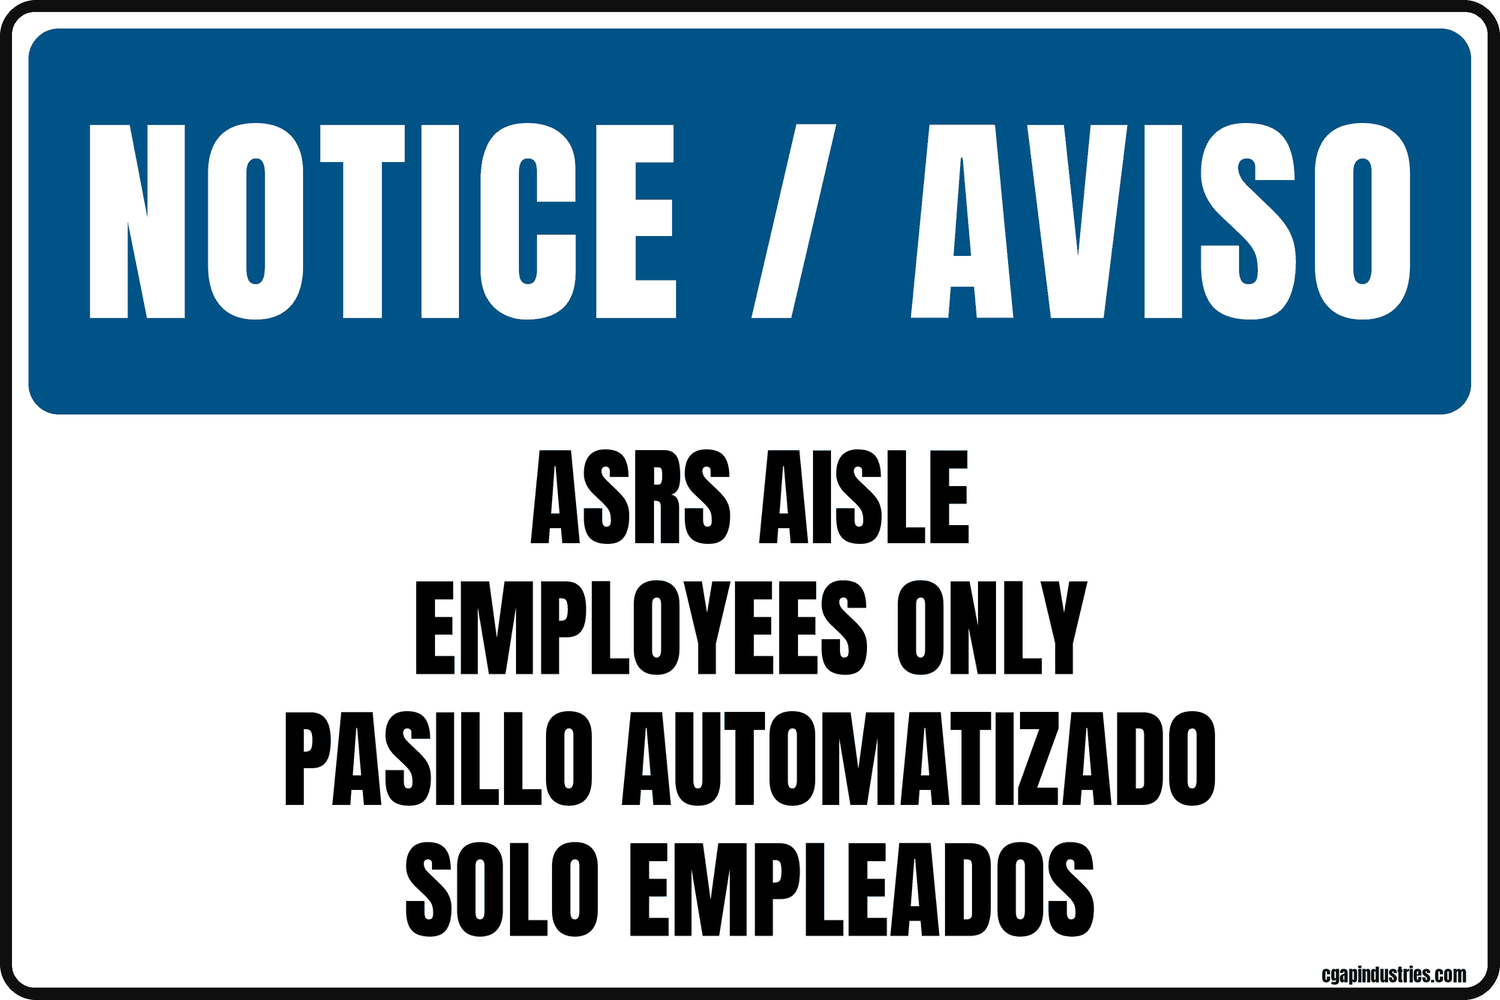 NOTICE / AVISO
ASRS AISLE
EMPLOYEES ONLY
PASILLO AUTOMATIZADO
SOLO EMPLEADOS
cgapindustries.com